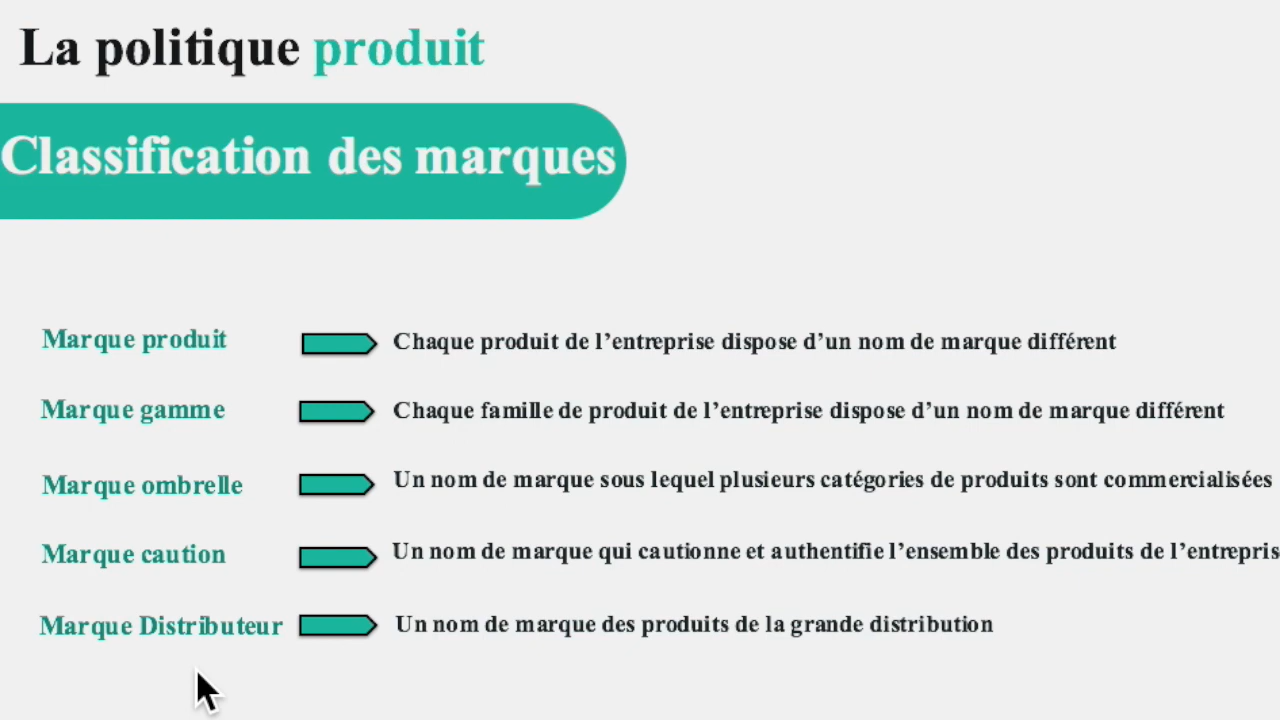 La politique produit
Classification des marques
Marque produit Chaque produit de l’entreprise dispose d’un nom de marque différent
Marque gamme Chaque famille de produit de l’entreprise dispose d’un nom de marque différent
Marque ombrelle Un nom de marque sous lequel plusieurs catégories de produits sont commercialisées
Marque caution Un nom de marque qui cautionne et authentifie l’ensemble des produits de l’entrepris
Marque Distributeur Un nom de marque des produits de la grande distribution